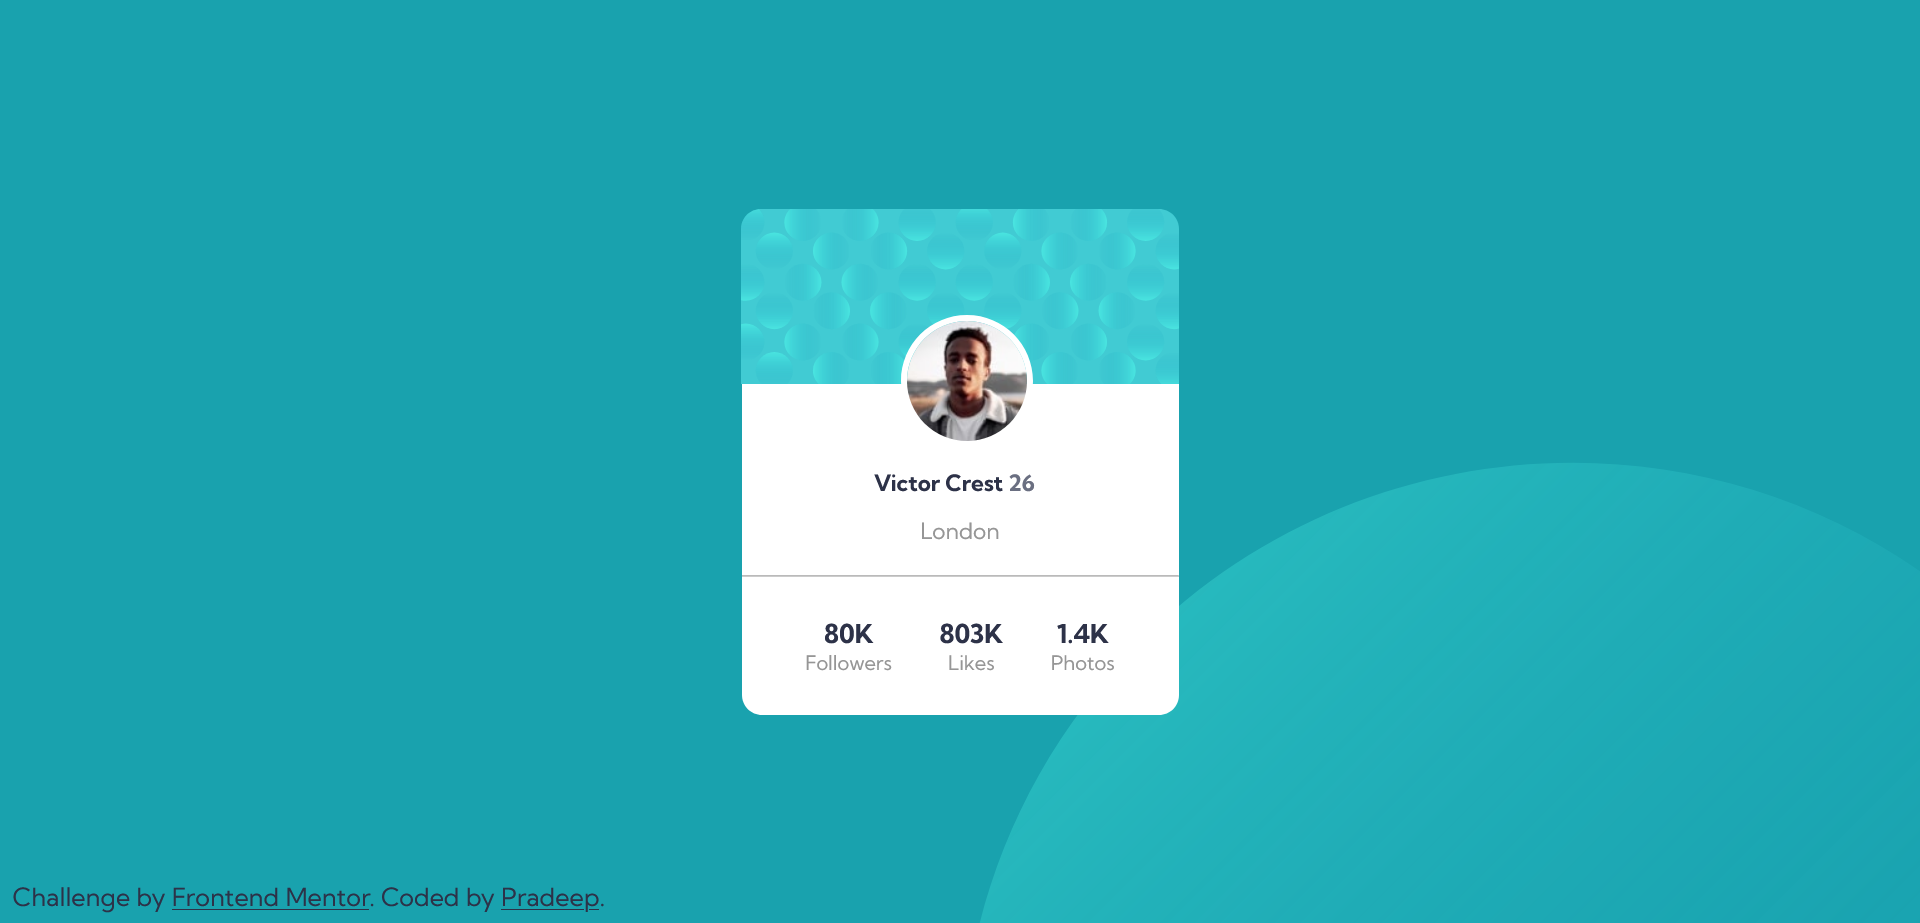 Victor Crest 26
London
80K 803K 1.4K
Followers Likes Photos
Challenge by Frontend Mentor. Coded by Pradeep.